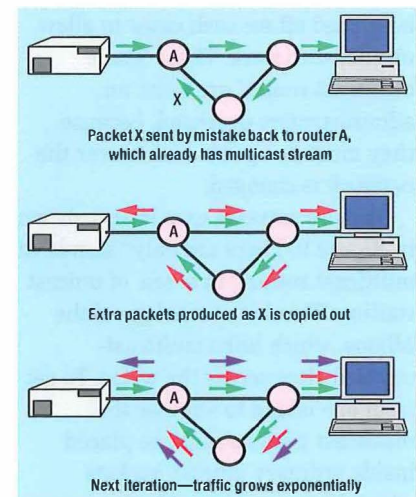 A
X
Packet X sent by mistake back to router A,
which already has multicast stream
A
Extra packets produced as X is copied out
A
Next iteration—traffic grows exponentially